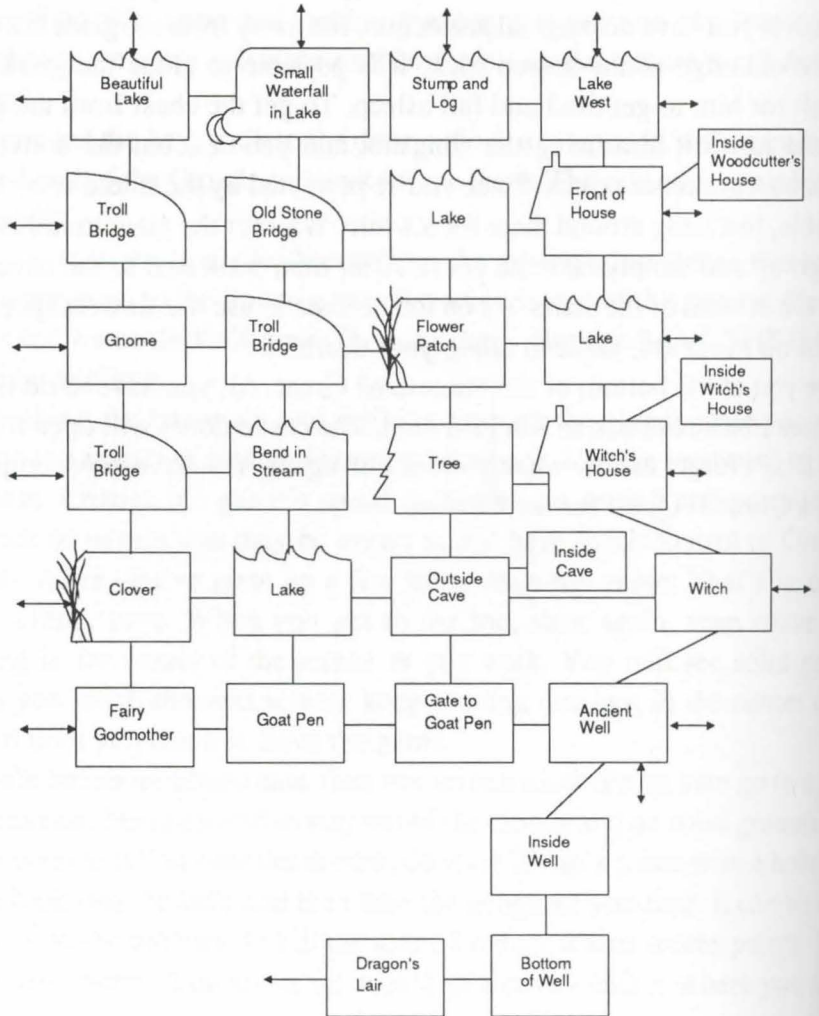 Beautiful
Lake
Small
Waterfall
in Lake
Stump and
Log
Lake
West
Inside
Woodcutter's
House
Troll
Bridge
Old Stone
Bridge
Lake
Front of
House
Gnome
Troll
Bridge
Flower
Patch
Lake
Inside
Witch's
House
Troll
Bridge
Bend in
Stream
Tree
Witch's
House
Clover
Lake
Outside
Cave
Inside
Cave
Witch
Fairy
Godmother
Goat Pen
Gate to
Goat Pen
Ancient
Well
Inside
Well
Dragon's
Lair
Bottom
of Well